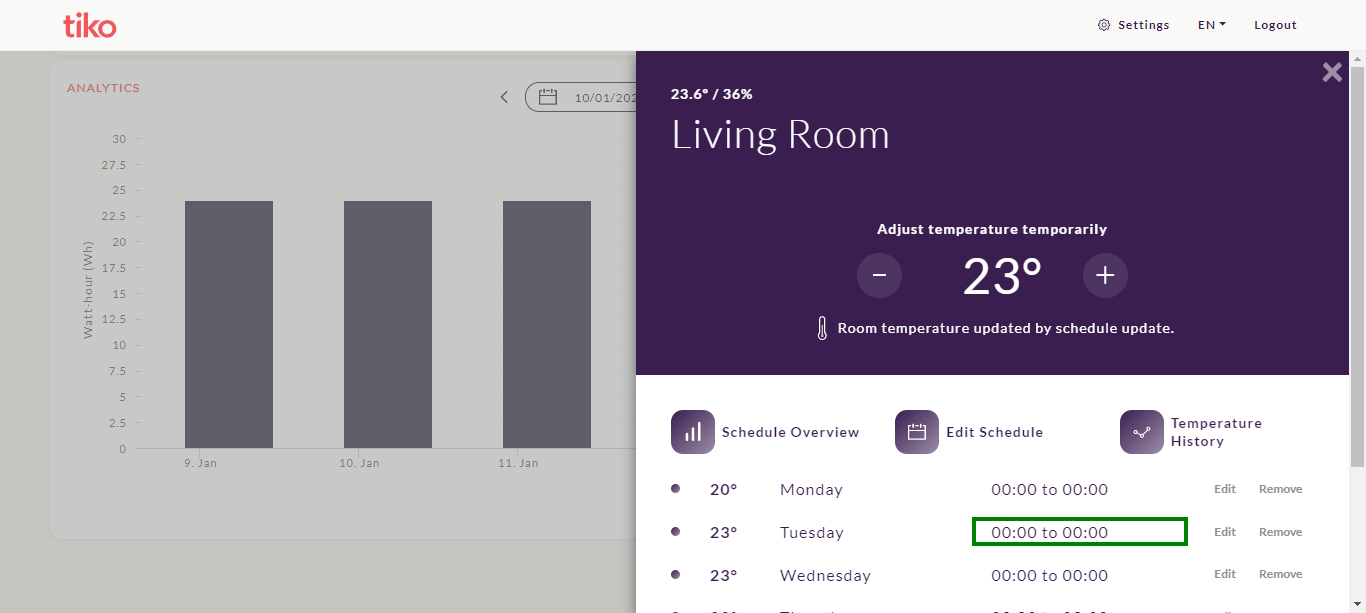 tiko
Settings
EN
Logout
ANALYTICS
10/01/202
30
27.5
25
22.5
20
17.5
15
12.5
10
7.5
5
2.5
0
Watt-hour (Wh)
9. Jan
10. Jan
11. Jan
23.6° / 36%
Living Room
Adjust temperature temporarily
23°
Room temperature updated by schedule update.
Schedule Overview
Edit Schedule
Temperature
History
20° Monday 00:00 to 00:00 Edit Remove
23° Tuesday 00:00 to 00:00 Edit Remove
23° Wednesday 00:00 to 00:00 Edit Remove